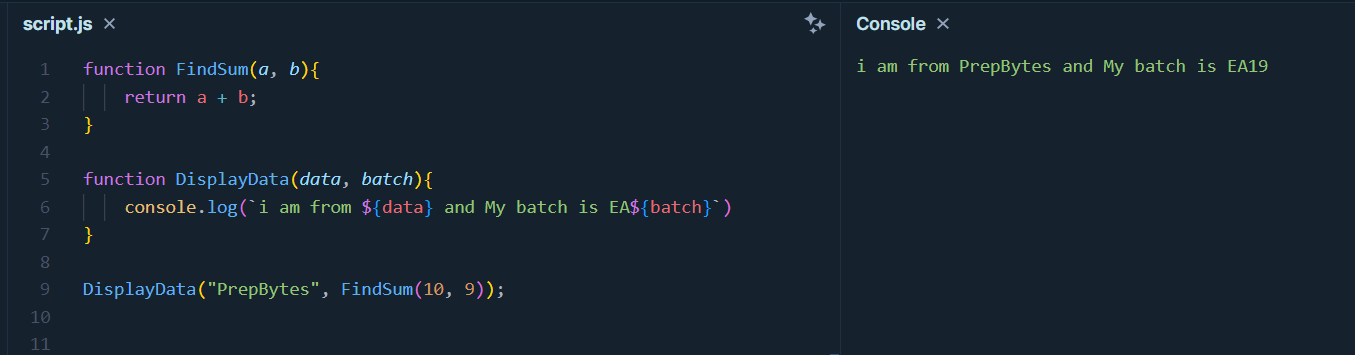 script.js ×
Console ×
1 function FindSum(a, b){
2 return a + b;
3 }
4
5 function DisplayData(data, batch){
6 console.log(`i am from ${data} and My batch is EA${batch}`)
7 }
8
9 DisplayData("PrepBytes", FindSum(10, 9));
10
11
i am from PrepBytes and My batch is EA19